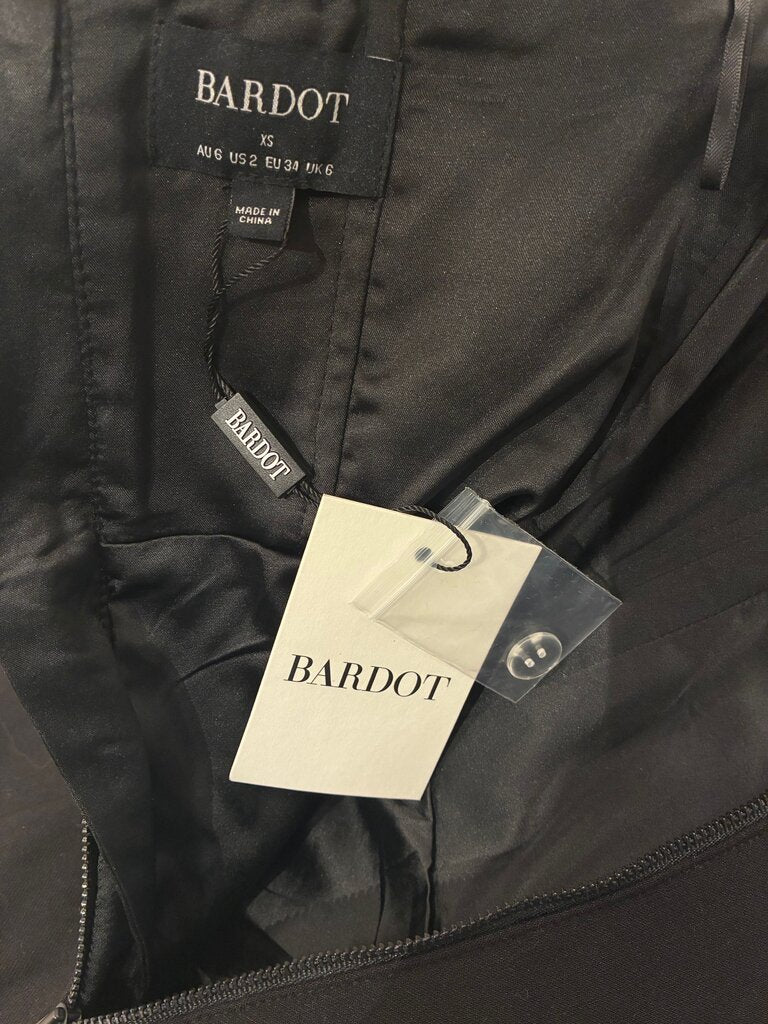 BARDOT
XS
AU 6 US 2 EU 34 UK 6
MADE IN
CHINA
BARDOT
BARDOT